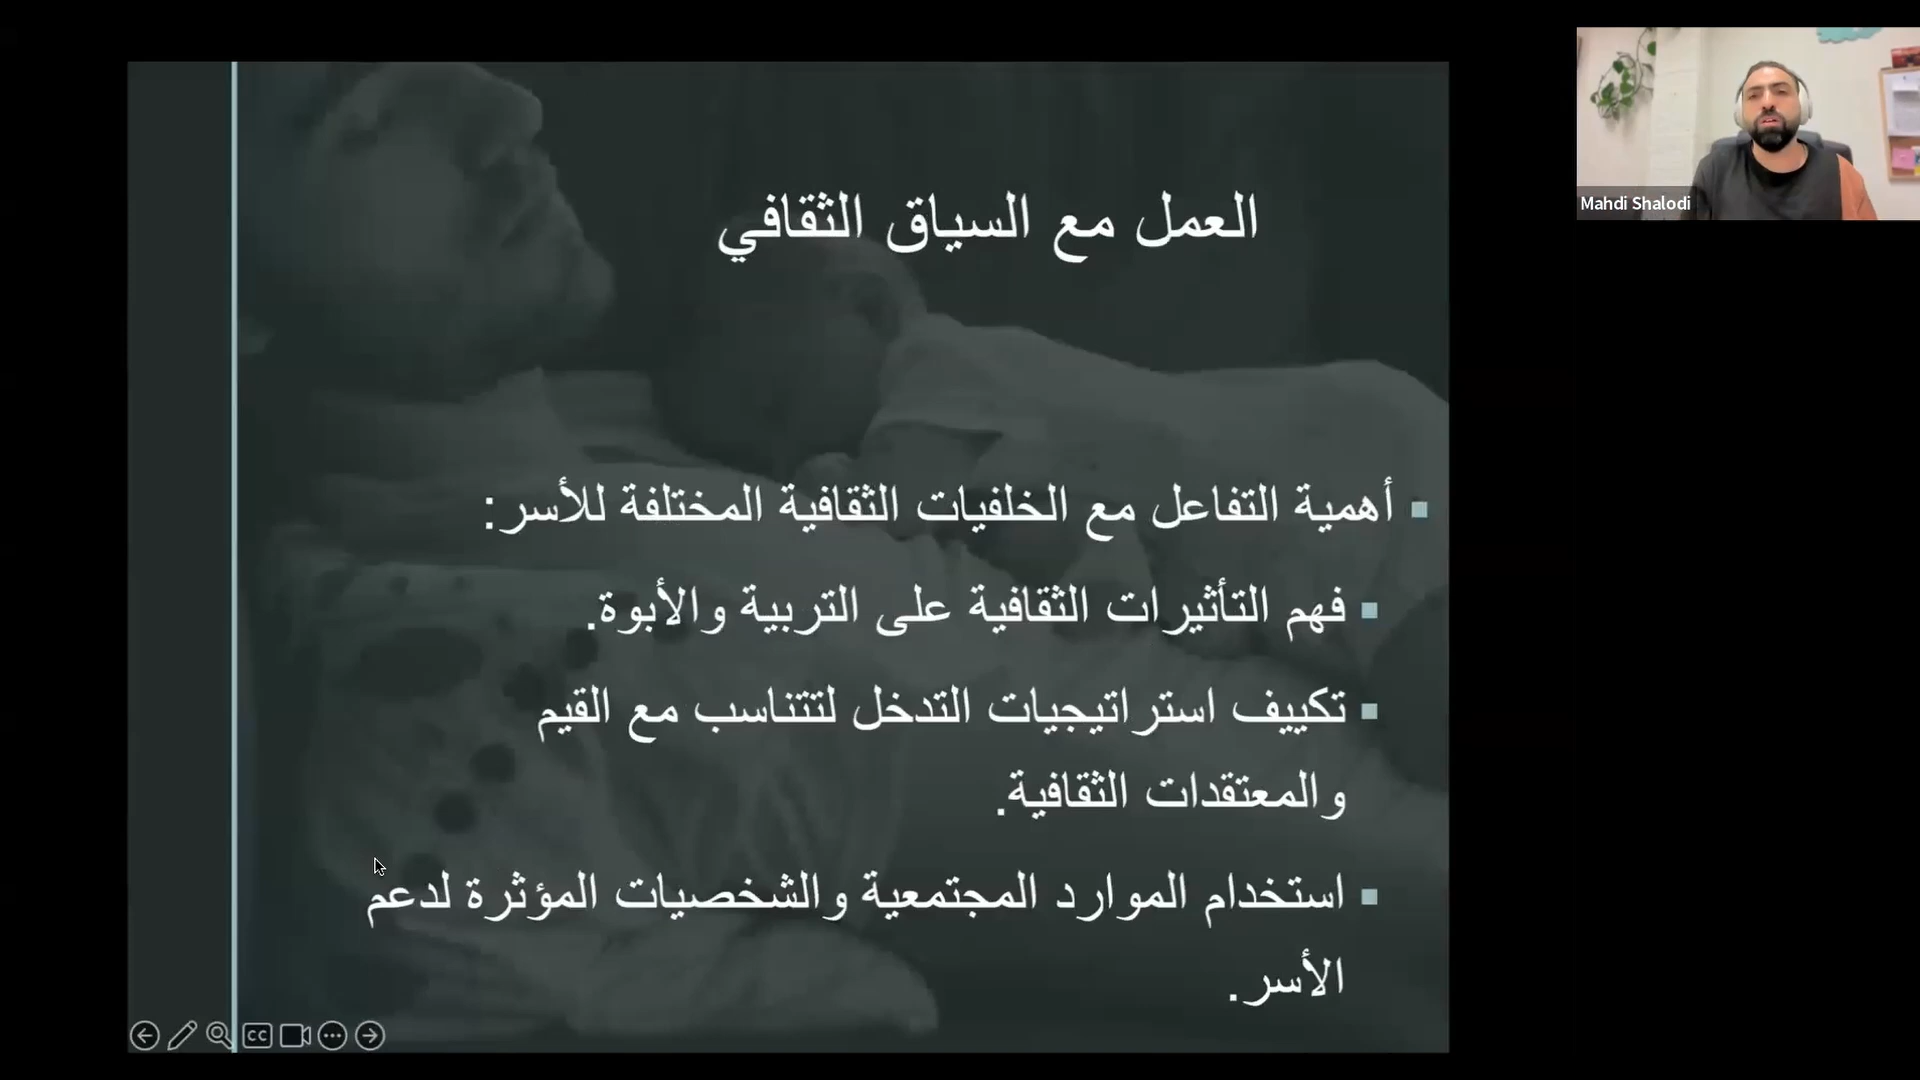 العمل مع السياق الثقافي
أهمية التفاعل مع الخلفيات الثقافية المختلفة للأسر:
فهم التأثيرات الثقافية على التربية والأبوة.
تكييف استراتيجيات التدخل لتتناسب مع القيم
والمعتقدات الثقافية.
استخدام الموارد المجتمعية والشخصيات المؤثرة لدعم
الأسر.
Mahdi Shalodi
CC